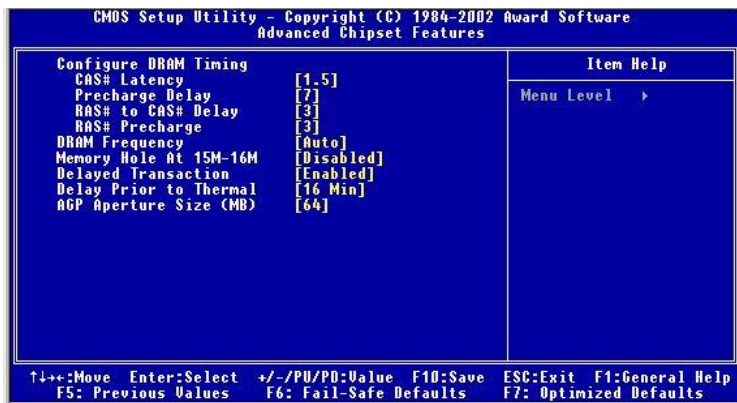 CMOS Setup Utility - Copyright (C) 1984-2002 Award Software
Advanced Chipset Features
Configure DRAM Timing
CAS# Latency [1.5]
Precharge Delay [7]
RAS# to CAS# Delay [3]
RAS# Precharge [3]
DRAM Frequency [Auto]
Memory Hole At 15M-16M [Disabled]
Delayed Transaction [Enabled]
Delay Prior to Thermal [16 Min]
AGP Aperture Size (MB) [64]
Item Help
Menu Level ▸
↑↓→←:Move Enter:Select +/-/PU/PD:Value F10:Save ESC:Exit F1:General Help
F5: Previous Values F6: Fail-Safe Defaults F7: Optimized Defaults